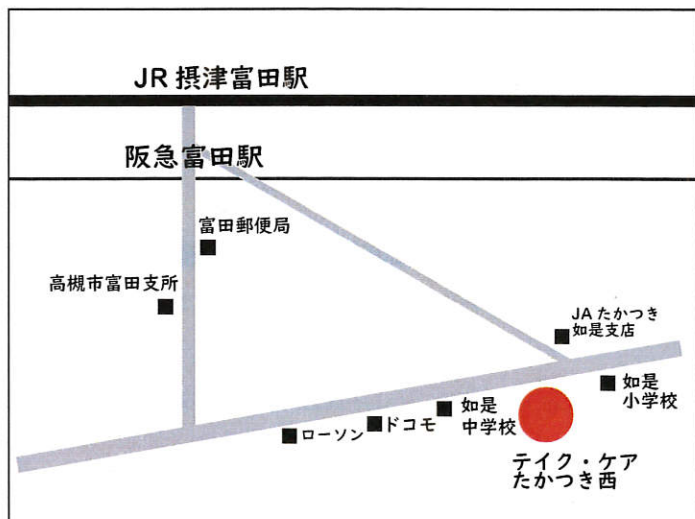 JR 摂津富田駅
阪急富田駅
富田郵便局
高槻市富田支所
JA たかつき
如是支店
如是
小学校
如是
中学校
ドコモ
ローソン
テイク・ケア
たかつき西